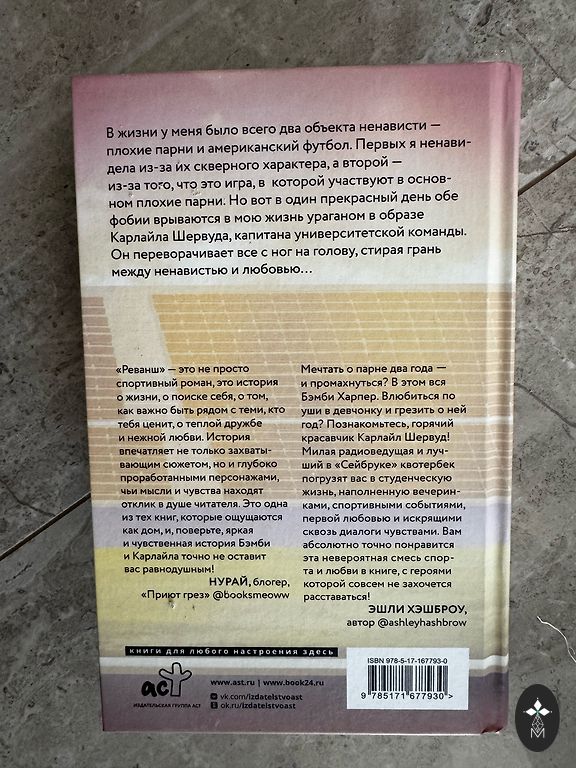 В жизни у меня было всего два объекта ненависти —
плохие парни и американский футбол. Первых я ненави-
дела из-за их скверного характера, а второй —
из-за того, что это игра, в которой участвуют в основ-
ном плохие парни. Но вот в один прекрасный день обе
фобии врываются в мою жизнь ураганом в образе
Карлайла Шервуда, капитана университетской команды.
Он переворачивает все с ног на голову, стирая грань
между ненавистью и любовью...
«Реванш» — это не просто
спортивный роман, это история
о жизни, о поиске себя, о том,
как важно быть рядом с теми, кто
тебя ценит, о теплой дружбе
и нежной любви. История
впечатляет не только захваты-
вающим сюжетом, но и глубоко
проработанными персонажами,
чьи мысли и чувства находят
отклик в душе читателя. Это одна
из тех книг, которые ощущаются
как дом, и, поверьте, яркая
и чувственная история Бэмби
и Карлайла точно не оставит
вас равнодушным!
НУРАЙ, блогер,
«Приют грез» @booksmeoww
Мечтать о парне два года —
и промахнуться? В этом вся
Бэмби Харпер. Влюбиться по
уши в девчонку и грезить о ней
год? Познакомьтесь, горячий
красавчик Карлайл Шервуд!
Милая радиоведущая и луч-
ший в «Сейбруке» квотербек
погрузят вас в студенческую
жизнь, наполненную вечерин-
ками, спортивными событиями,
первой любовью и искрящими
сквозь диалоги чувствами. Вам
абсолютно точно понравится
эта невероятная смесь спор-
та и любви в книге, с героями
которой совсем не захочется
расставаться!
ЭШЛИ ХЭШБРОУ,
автор @ashleyhashbrow
книги для любого настроения здесь
аст
ИЗДАТЕЛЬСКАЯ ГРУППА АСТ
www.ast.ru | www.book24.ru
vk.com/izdatelstvoast
ok.ru/izdatelstvoast
ISBN 978-5-17-167793-0
9 785171 677930 >
М